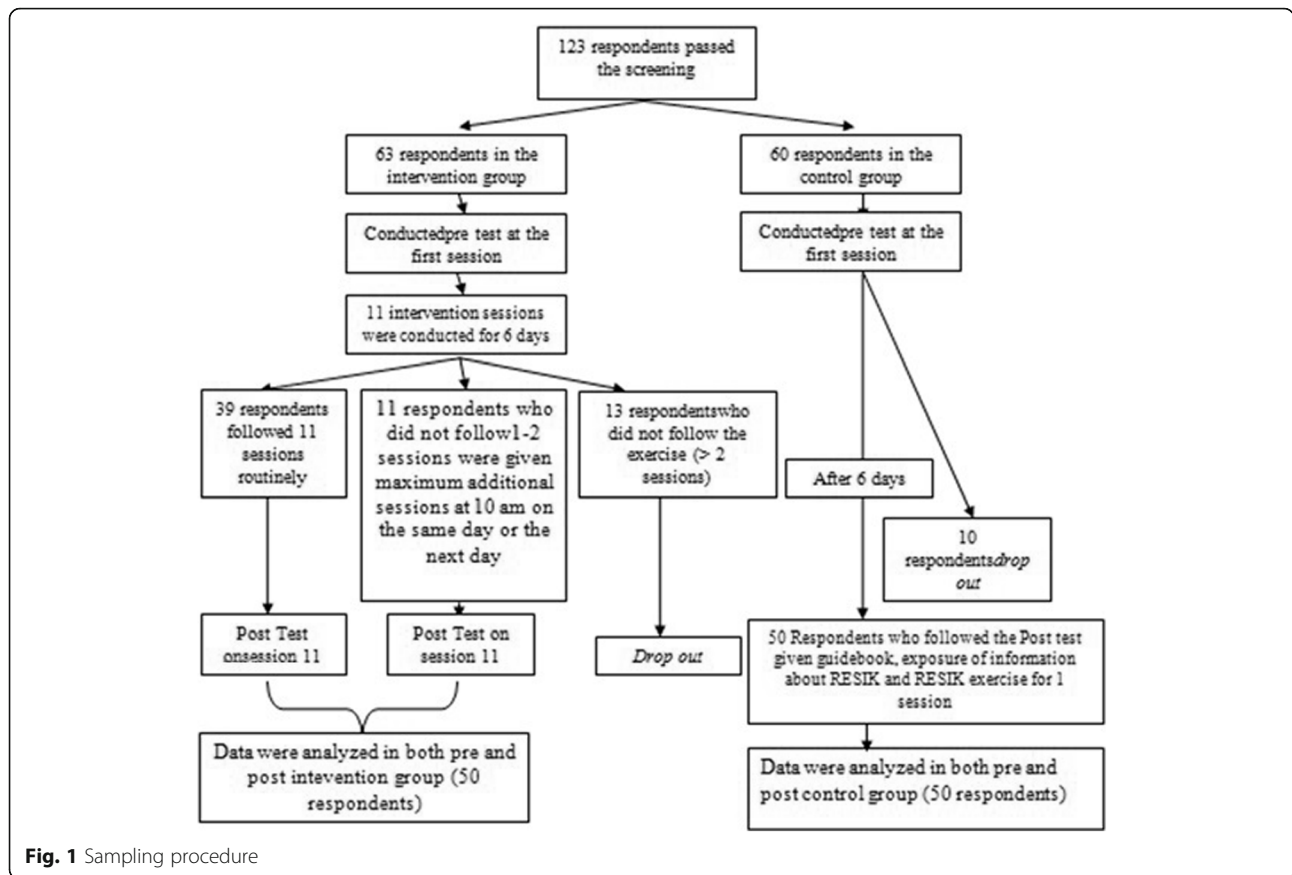 123 respondents passed
the screening
63 respondents in the
intervention group
60 respondents in the
control group
Conductedpre test at the
first session
Conductedpre test at the
first session
11 intervention sessions
were conducted for 6 days
39 respondents
followed 11
sessions
routinely
11 respondents who
did not follow1-2
sessions were given
maximum additional
sessions at 10 am on
the same day or the
next day
13 respondentswho
did not follow the
exercise (> 2
sessions)
After 6 days
10
respondentsdrop
out
Post Test
onsession 11
Post Test on
session 11
Drop out
50 Respondents who followed the Post test
given guidebook, exposure of information
about RESIK and RESIK exercise for 1
session
Data were analyzed in both pre and
post intevention group (50
respondents)
Data were analyzed in both pre and
post control group (50 respondents)
Fig. 1 Sampling procedure